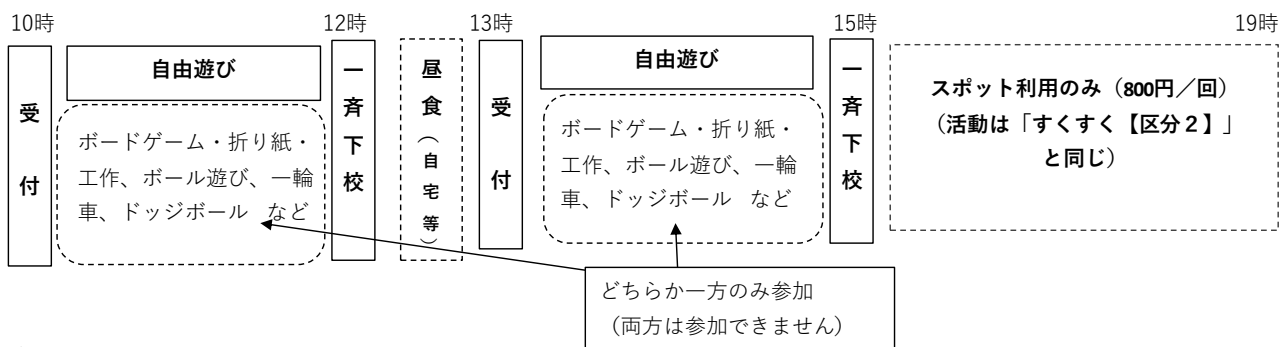 10時
12時
13時
15時
19時
受付
自由遊び
ボードゲーム・折り紙・
工作、ボール遊び、一輪
車、ドッジボール　など
一斉下校
昼食（自宅等）
受付
自由遊び
ボードゲーム・折り紙・
工作、ボール遊び、一輪
車、ドッジボール　など
一斉下校
スポット利用のみ（800円／回）
（活動は「すくすく【区分２】」
と同じ）
どちらか一方のみ参加
（両方は参加できません）